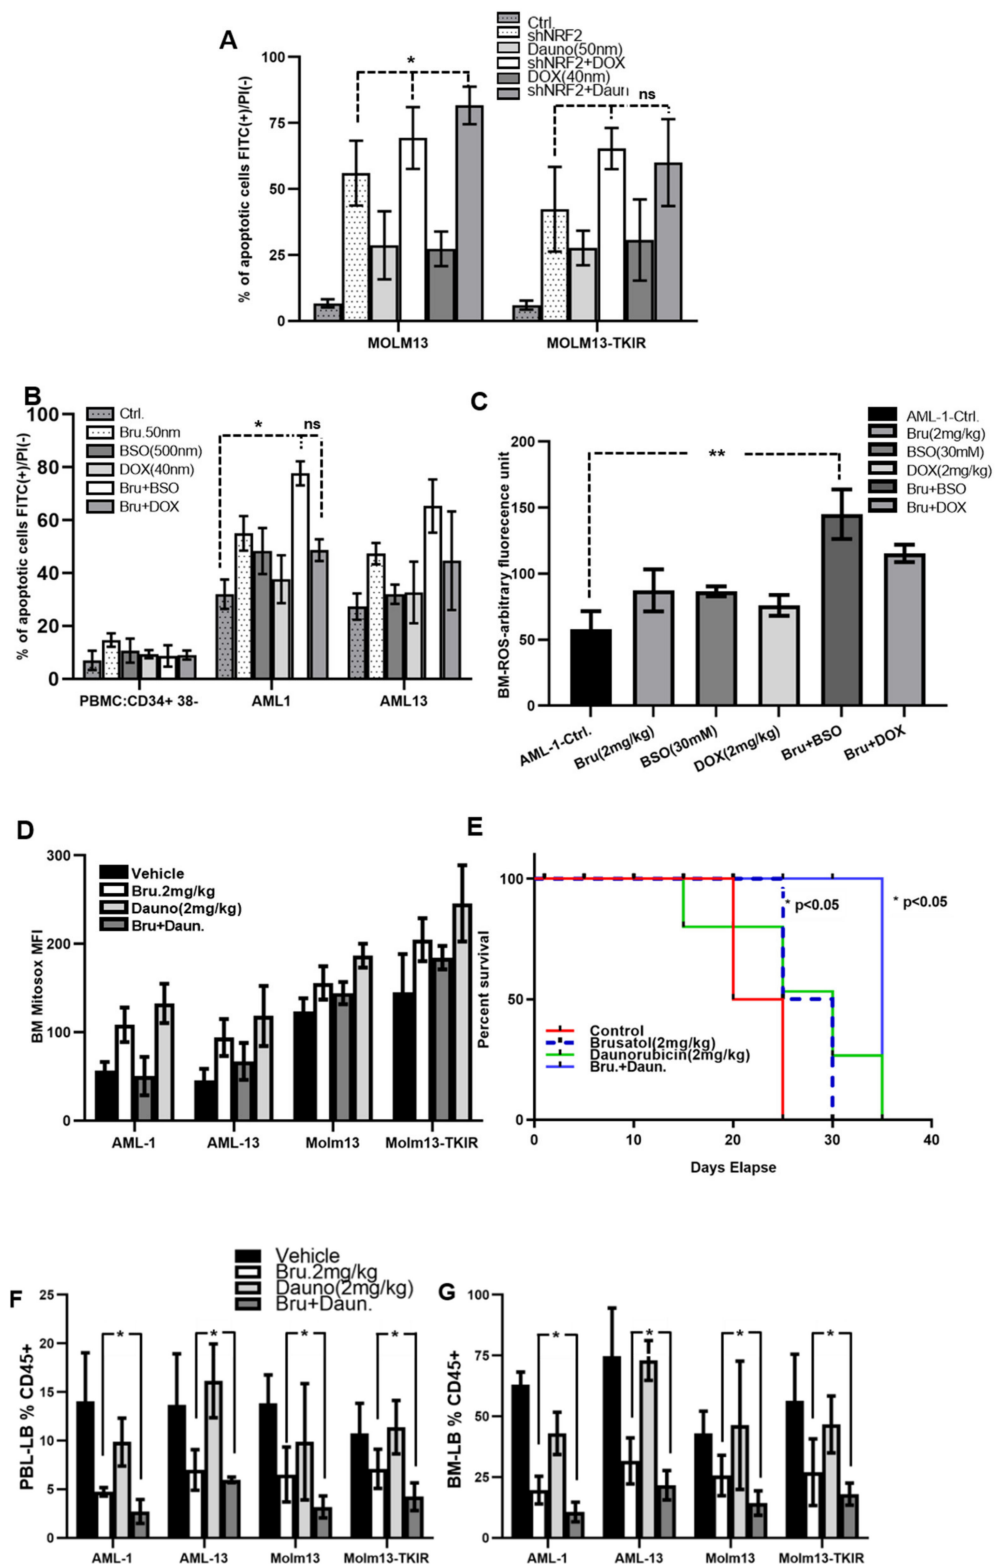 A
Ctrl.
shNRF2
Dauno(50nm)
shNRF2+DOX
DOX(40nm)
shNRF2+Daun
% of apoptotic cells FITC(+)/PI(-)
100
75
50
25
0
*
ns
MOLM13
MOLM13-TKIR
B
Ctrl.
Bru.50nm
BSO(500nm)
DOX(40nm)
Bru+BSO
Bru+DOX
% of apoptotic cells FITC(+)/PI(-)
100
80
60
40
20
0
*
ns
PBMC:CD34+ 38-
AML1
AML13
C
AML-1-Ctrl.
Bru(2mg/kg)
BSO(30mM)
DOX(2mg/kg)
Bru+BSO
Bru+DOX
BM-ROS-arbitrary fluorecence unit
200
150
100
50
0
**
AML-1-Ctrl.
Bru(2mg/kg)
BSO(30mM)
DOX(2mg/kg)
Bru+BSO
Bru+DOX
D
Vehicle
Bru.2mg/kg
Dauno(2mg/kg)
Bru+Daun.
BM Mitosox MFI
300
200
100
0
AML-1
AML-13
Molm13
Molm13-TKIR
E
Percent survival
100
50
0
* p<0.05
* p<0.05
Control
Brusatol(2mg/kg)
Daunorubicin(2mg/kg)
Bru.+Daun.
0
10
20
30
40
Days Elapse
Vehicle
Bru.2mg/kg
Dauno(2mg/kg)
Bru+Daun.
F
PBL-LB % CD45+
25
20
15
10
5
0
*
*
*
*
AML-1
AML-13
Molm13
Molm13-TKIR
G
BM-LB % CD45+
100
75
50
25
0
*
*
*
*
AML-1
AML-13
Molm13
Molm13-TKIR